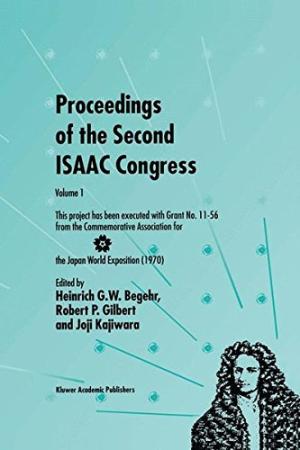 Proceedings
of the Second
ISAAC Congress
Volume 1
This project has been executed with Grant No. 11-56
from the Commemorative Association for
the Japan World Exposition (1970)
Edited by
Heinrich G.W. Begehr,
Robert P. Gilbert
and Joji Kajiwara
Kluwer Academic Publishers